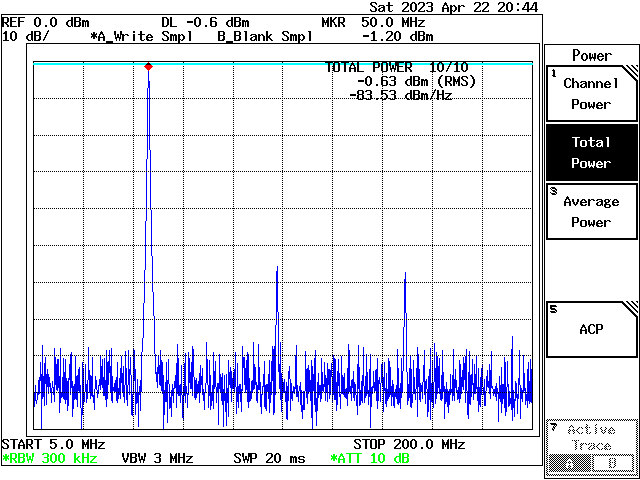 Sat 2023 Apr 22 20:44
REF 0.0 dBm DL -0.6 dBm MKR 50.0 MHz
10 dB/ *A_Write Smpl B_Blank Smpl -1.20 dBm
TOTAL POWER 10/10
-0.63 dBm (RMS)
-83.53 dBm/Hz
START 5.0 MHz STOP 200.0 MHz
*RBW 300 kHz VBW 3 MHz SWP 20 ms *ATT 10 dB
Power
1 Channel
Power
Total
Power
3 Average
Power
5 ACP
7 Active
Trace
A B